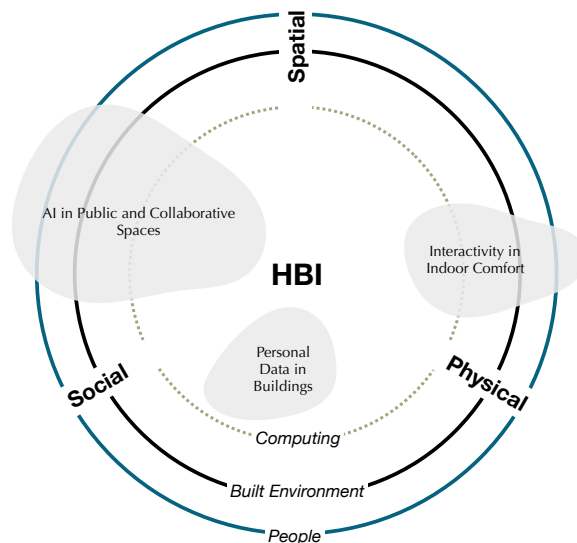 Spatial
AI in Public and Collaborative
Spaces
Interactivity in
Indoor Comfort
HBI
Personal
Data in
Buildings
Social
Physical
Computing
Built Environment
People